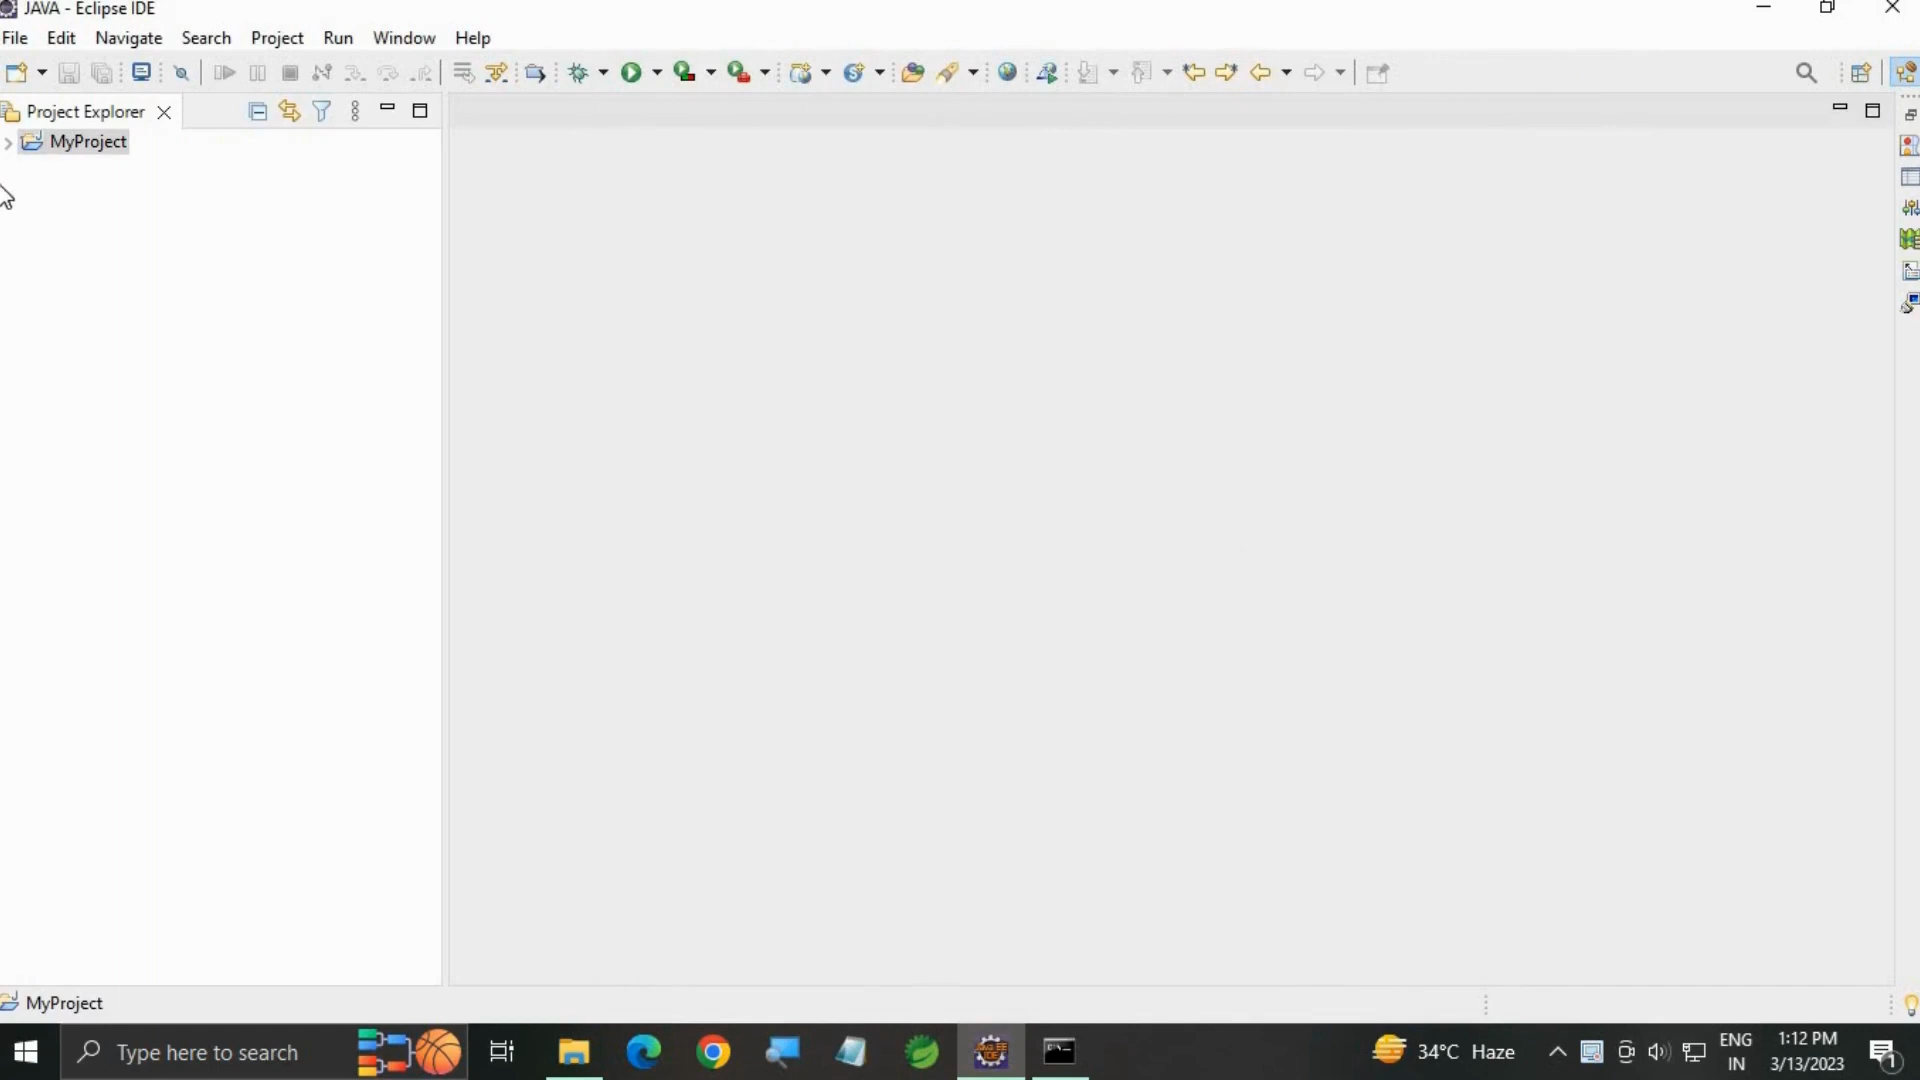 JAVA - Eclipse IDE
File Edit Navigate Search Project Run Window Help
Project Explorer
MyProject
MyProject
Type here to search
34°C Haze
ENG
IN
1:12 PM
3/13/2023
1